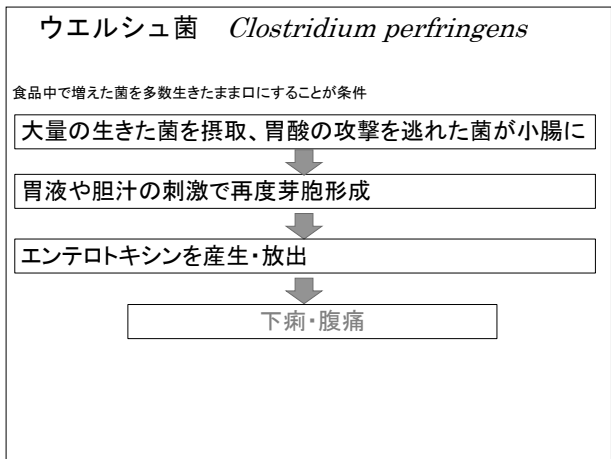 ウエルシュ菌　Clostridium perfringens
食品中で増えた菌を多数生きたまま口にすることが条件
大量の生きた菌を摂取、胃酸の攻撃を逃れた菌が小腸に
胃液や胆汁の刺激で再度芽胞形成
エンテロトキシンを産生・放出
下痢・腹痛